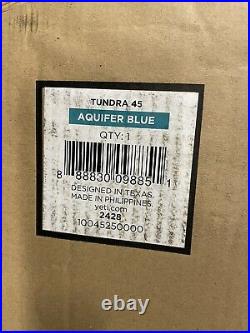 TUNDRA 45
AQUIFER BLUE
QTY: 1
8 88830 09885 1
DESIGNED IN TEXAS.
MADE IN PHILIPPINES.
yeti.com
2428
10045250000